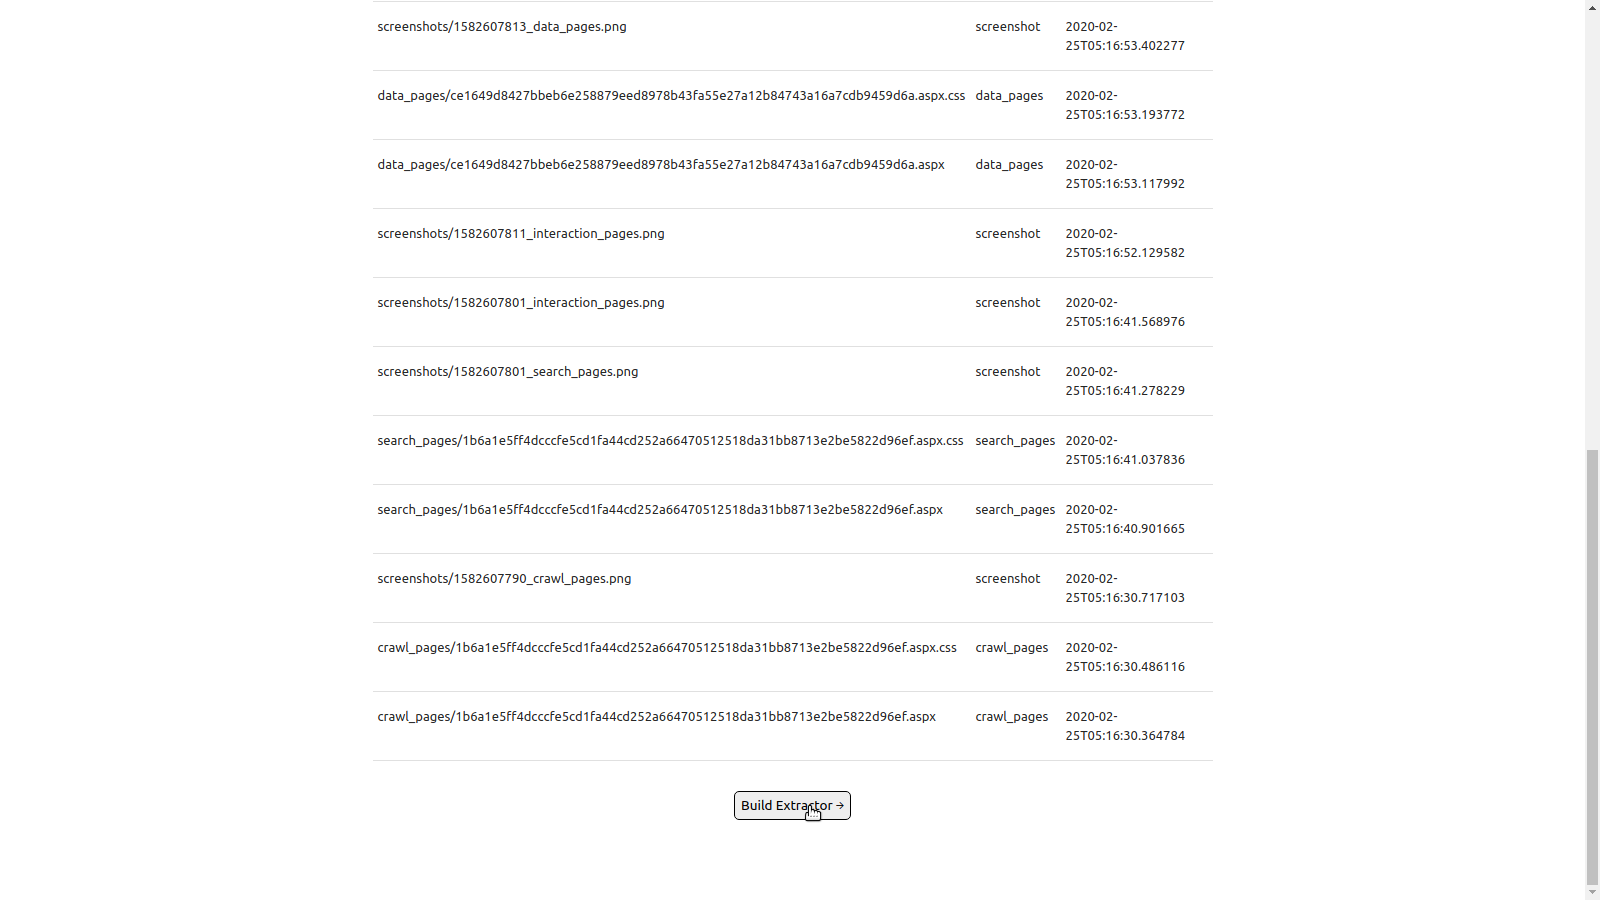 screenshots/1582607813_data_pages.png screenshot 2020-02-
25T05:16:53.402277
data_pages/ce1649d8427bbeb6e258879eed8978b43fa55e27a12b84743a16a7cdb9459d6a.aspx.css data_pages 2020-02-
25T05:16:53.193772
data_pages/ce1649d8427bbeb6e258879eed8978b43fa55e27a12b84743a16a7cdb9459d6a.aspx data_pages 2020-02-
25T05:16:53.117992
screenshots/1582607811_interaction_pages.png screenshot 2020-02-
25T05:16:52.129582
screenshots/1582607801_interaction_pages.png screenshot 2020-02-
25T05:16:41.568976
screenshots/1582607801_search_pages.png screenshot 2020-02-
25T05:16:41.278229
search_pages/1b6a1e5ff4dcccfe5cd1fa44cd252a66470512518da31bb8713e2be5822d96ef.aspx.css search_pages 2020-02-
25T05:16:41.037836
search_pages/1b6a1e5ff4dcccfe5cd1fa44cd252a66470512518da31bb8713e2be5822d96ef.aspx search_pages 2020-02-
25T05:16:40.901665
screenshots/1582607790_crawl_pages.png screenshot 2020-02-
25T05:16:30.717103
crawl_pages/1b6a1e5ff4dcccfe5cd1fa44cd252a66470512518da31bb8713e2be5822d96ef.aspx.css crawl_pages 2020-02-
25T05:16:30.486116
crawl_pages/1b6a1e5ff4dcccfe5cd1fa44cd252a66470512518da31bb8713e2be5822d96ef.aspx crawl_pages 2020-02-
25T05:16:30.364784
Build Extractor →